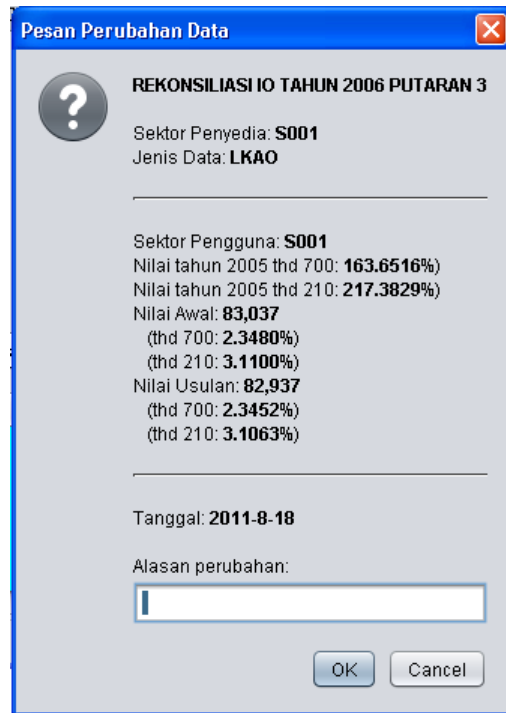 Pesan Perubahan Data
REKONSILIASI IO TAHUN 2006 PUTARAN 3
Sektor Penyedia: S001
Jenis Data: LKAO
Sektor Pengguna: S001
Nilai tahun 2005 thd 700: 163.6516%)
Nilai tahun 2005 thd 210: 217.3829%)
Nilai Awal: 83,037
(thd 700: 2.3480%)
(thd 210: 3.1100%)
Nilai Usulan: 82,937
(thd 700: 2.3452%)
(thd 210: 3.1063%)
Tanggal: 2011-8-18
Alasan perubahan:
OK Cancel